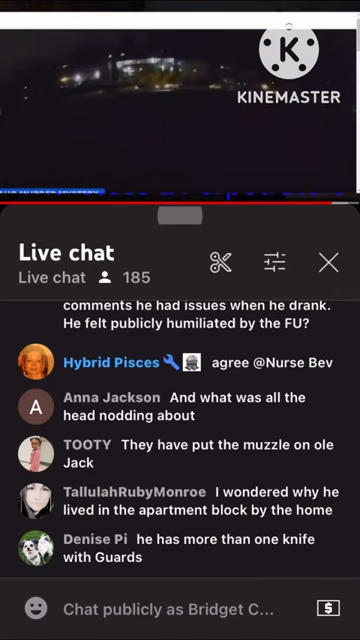 K
KINEMASTER
Live chat
Live chat 185
comments he had issues when he drank.
He felt publicly humiliated by the FU?
Hybrid Pisces agree @Nurse Bev
A Anna Jackson And what was all the
head nodding about
TOOTY They have put the muzzle on ole
Jack
TallulahRubyMonroe I wondered why he
lived in the apartment block by the home
Denise Pi he has more than one knife
with Guards
Chat publicly as Bridget C... $